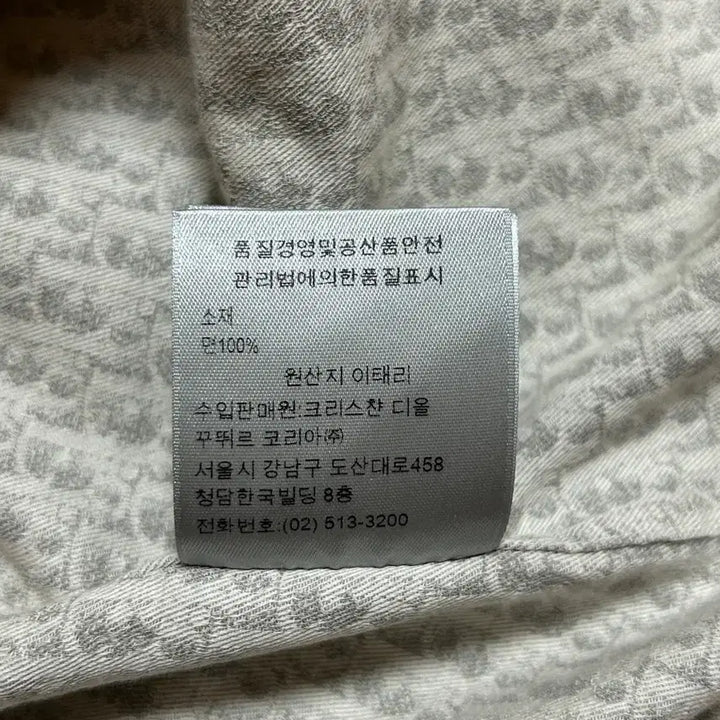 품질경영및공산품안전
관리법에의한품질표시
소재
면100%
원산지 이태리
수입판매원:크리스챤 디올
꾸뛰르 코리아㈜
서울시 강남구 도산대로458
청담한국빌딩 8층
전화번호:(02) 513-3200